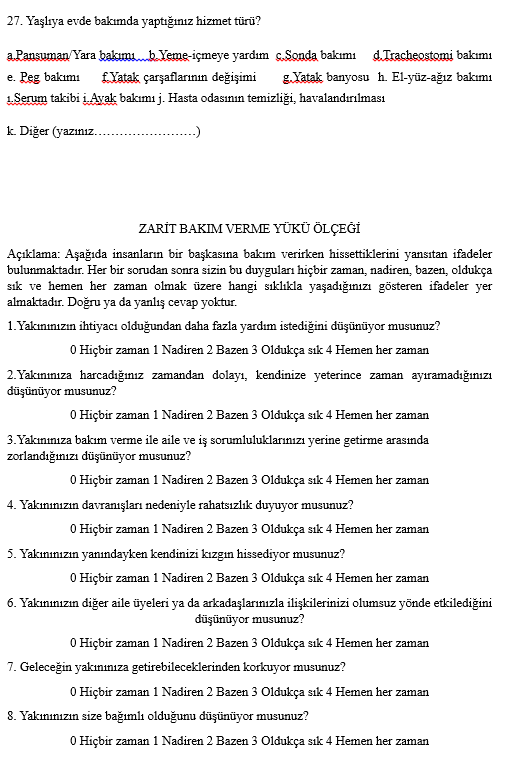 27. Yaşlıya evde bakımda yaptığınız hizmet türü?
a.Pansuman/Yara bakımı b.Yeme-içmeye yardım c.Sonda bakımı d.Tracheostomi bakımı
e. Peg bakımı f.Yatak çarşaflarının değişimi g.Yatak banyosu h. El-yüz-ağız bakımı
ı.Serum takibi i.Ayak bakımı j. Hasta odasının temizliği, havalandırılması
k. Diğer (yazınız……………………)
ZARİT BAKIM VERME YÜKÜ ÖLÇEĞİ
Açıklama: Aşağıda insanların bir başkasına bakım verirken hissettiklerini yansıtan ifadeler
bulunmaktadır. Her bir sorudan sonra sizin bu duyguları hiçbir zaman, nadiren, bazen, oldukça
sık ve hemen her zaman olmak üzere hangi sıklıkla yaşadığınızı gösteren ifadeler yer
almaktadır. Doğru ya da yanlış cevap yoktur.
1.Yakınınızın ihtiyacı olduğundan daha fazla yardım istediğini düşünüyor musunuz?
0 Hiçbir zaman 1 Nadiren 2 Bazen 3 Oldukça sık 4 Hemen her zaman
2.Yakınınıza harcadığınız zamandan dolayı, kendinize yeterince zaman ayıramadığınızı
düşünüyor musunuz?
0 Hiçbir zaman 1 Nadiren 2 Bazen 3 Oldukça sık 4 Hemen her zaman
3.Yakınınıza bakım verme ile aile ve iş sorumluluklarınızı yerine getirme arasında
zorlandığınızı düşünüyor musunuz?
0 Hiçbir zaman 1 Nadiren 2 Bazen 3 Oldukça sık 4 Hemen her zaman
4. Yakınınızın davranışları nedeniyle rahatsızlık duyuyor musunuz?
0 Hiçbir zaman 1 Nadiren 2 Bazen 3 Oldukça sık 4 Hemen her zaman
5. Yakınınızın yanındayken kendinizi kızgın hissediyor musunuz?
0 Hiçbir zaman 1 Nadiren 2 Bazen 3 Oldukça sık 4 Hemen her zaman
6. Yakınınızın diğer aile üyeleri ya da arkadaşlarınızla ilişkilerinizi olumsuz yönde etkilediğini
düşünüyor musunuz?
0 Hiçbir zaman 1 Nadiren 2 Bazen 3 Oldukça sık 4 Hemen her zaman
7. Geleceğin yakınınıza getirebileceklerinden korkuyor musunuz?
0 Hiçbir zaman 1 Nadiren 2 Bazen 3 Oldukça sık 4 Hemen her zaman
8. Yakınınızın size bağımlı olduğunu düşünüyor musunuz?
0 Hiçbir zaman 1 Nadiren 2 Bazen 3 Oldukça sık 4 Hemen her zaman